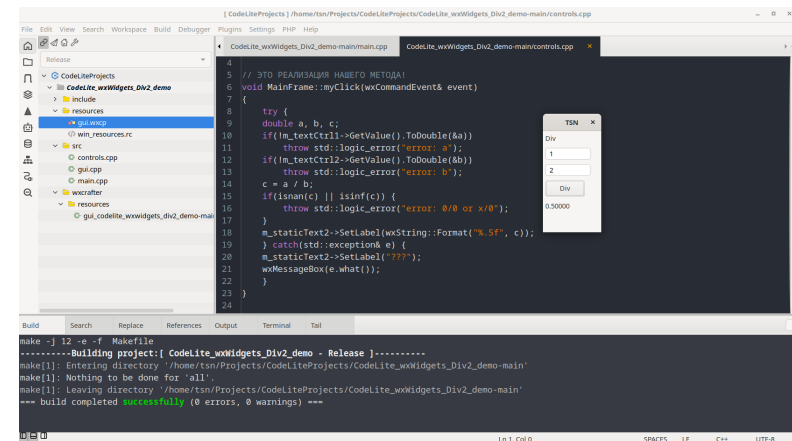 [ CodeLiteProjects ] /home/tsn/Projects/CodeLiteProjects/CodeLite_wxWidgets_Div2_demo-main/controls.cpp
File Edit View Search Workspace Build Debugger Plugins Settings PHP Help
CodeLite_wxWidgets_Div2_demo-main/main.cpp
CodeLite_wxWidgets_Div2_demo-main/controls.cpp ×
Release
CodeLiteProjects
CodeLite_wxWidgets_Div2_demo
include
resources
gui.wxcp
win_resources.rc
src
controls.cpp
gui.cpp
main.cpp
wxcrafter
resources
gui_codelite_wxwidgets_div2_demo-mai
4
5 // ЭТО РЕАЛИЗАЦИЯ НАШЕГО МЕТОДА!
6 void MainFrame::myClick(wxCommandEvent& event)
7 {
8 try {
9 double a, b, c;
10 if(!m_textCtrl1->GetValue().ToDouble(&a))
11 throw std::logic_error("error: a");
12 if(!m_textCtrl2->GetValue().ToDouble(&b))
13 throw std::logic_error("error: b");
14 c = a / b;
15 if(isnan(c) || isinf(c)) {
16 throw std::logic_error("error: 0/0 or x/0");
17 }
18 m_staticText2->SetLabel(wxString::Format("%.5f", c));
19 } catch(std::exception& e) {
20 m_staticText2->SetLabel("???");
21 wxMessageBox(e.what());
22 }
23 }
24
TSN ×
Div
1
2
Div
0.50000
Build Search Replace References Output Terminal Tail
make -j 12 -e -f Makefile
----------Building project:[ CodeLite_wxWidgets_Div2_demo - Release ]----------
make[1]: Entering directory '/home/tsn/Projects/CodeLiteProjects/CodeLite_wxWidgets_Div2_demo-main'
make[1]: Nothing to be done for 'all'.
make[1]: Leaving directory '/home/tsn/Projects/CodeLiteProjects/CodeLite_wxWidgets_Div2_demo-main'
=== build completed successfully (0 errors, 0 warnings) ===
Ln 1, Col 0 SPACES LF C++ UTF-8